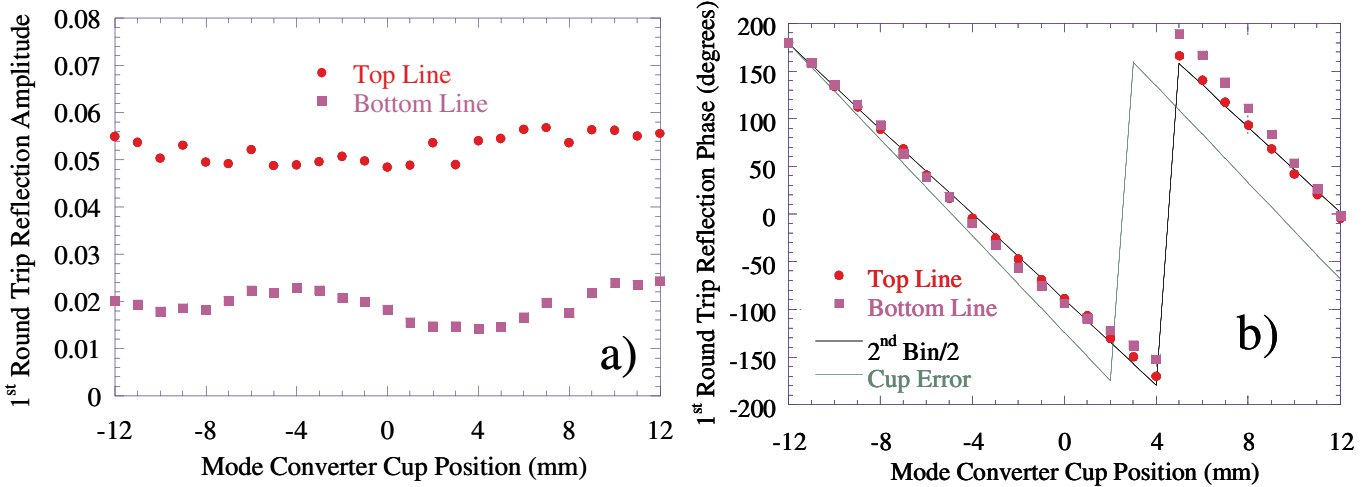 0.08
0.07
0.06
0.05
0.04
0.03
0.02
0.01
0
1st Round Trip Reflection Amplitude
Top Line
Bottom Line
a)
-12 -8 -4 0 4 8 12
Mode Converter Cup Position (mm)
200
150
100
50
0
-50
-100
-150
-200
1st Round Trip Reflection Phase (degrees)
Top Line
Bottom Line
2nd Bin/2
Cup Error
b)
-12 -8 -4 0 4 8 12
Mode Converter Cup Position (mm)